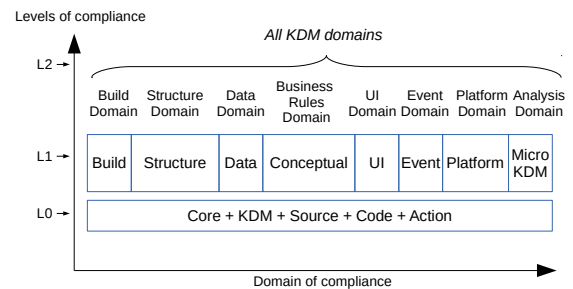 Levels of compliance
All KDM domains
L2
Build Domain
Structure Domain
Data Domain
Business Rules Domain
UI Domain
Event Domain
Platform Domain
Analysis Domain
L1
Build
Structure
Data
Conceptual
UI
Event
Platform
Micro KDM
L0
Core + KDM + Source + Code + Action
Domain of compliance